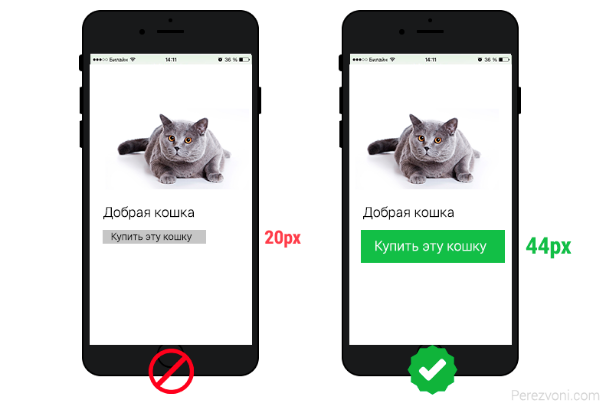 Билайн 14:11 36 %
Билайн 14:11 36 %
Добрая кошка
Добрая кошка
Купить эту кошку
20px
Купить эту кошку
44px
Perezvoni.com